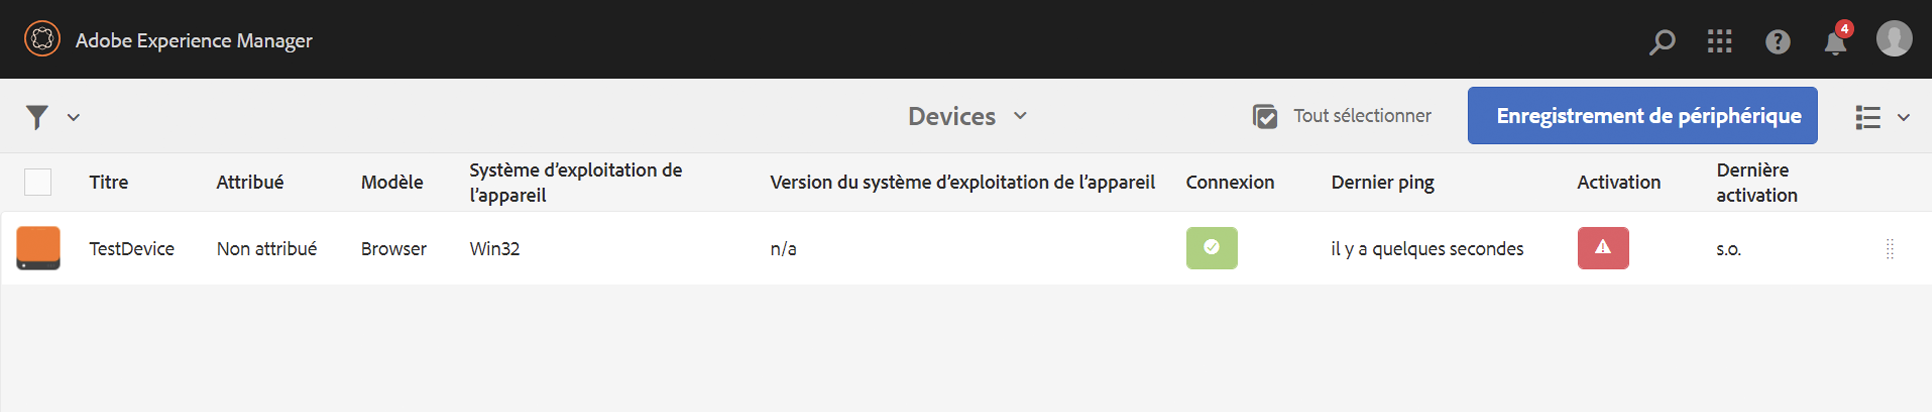 Adobe Experience Manager
4
Devices
Tout sélectionner
Enregistrement de périphérique
Titre
Attribué
Modèle
Système d’exploitation de
l’appareil
Version du système d’exploitation de l’appareil
Connexion
Dernier ping
Activation
Dernière
activation
TestDevice
Non attribué
Browser
Win32
n/a
il y a quelques secondes
s.o.